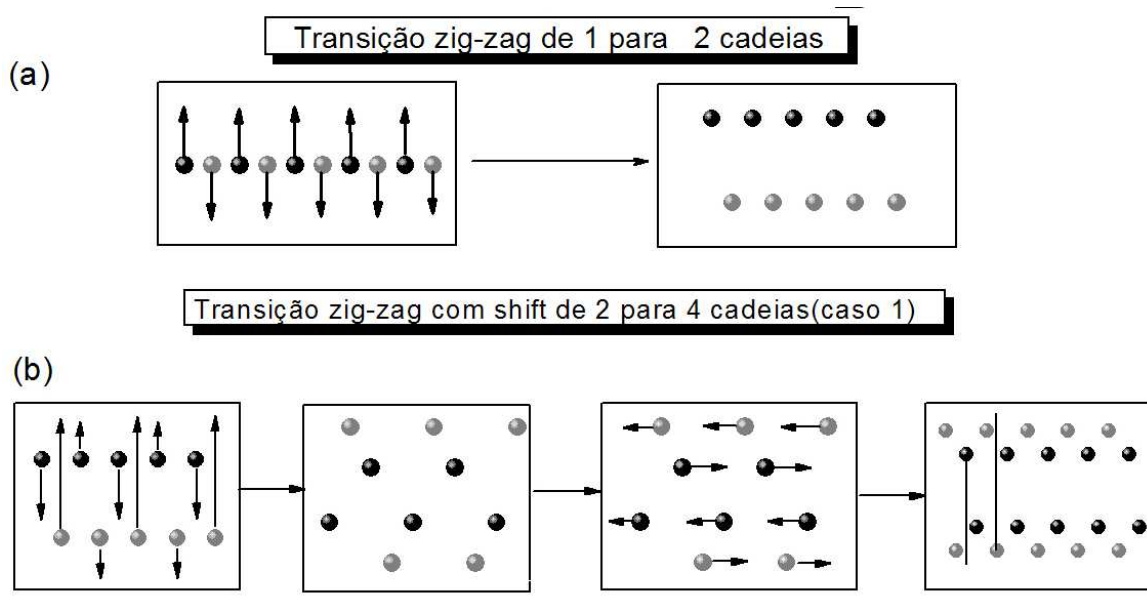 Transição zig-zag de 1 para 2 cadeias
(a)
Transição zig-zag com shift de 2 para 4 cadeias(caso 1)
(b)